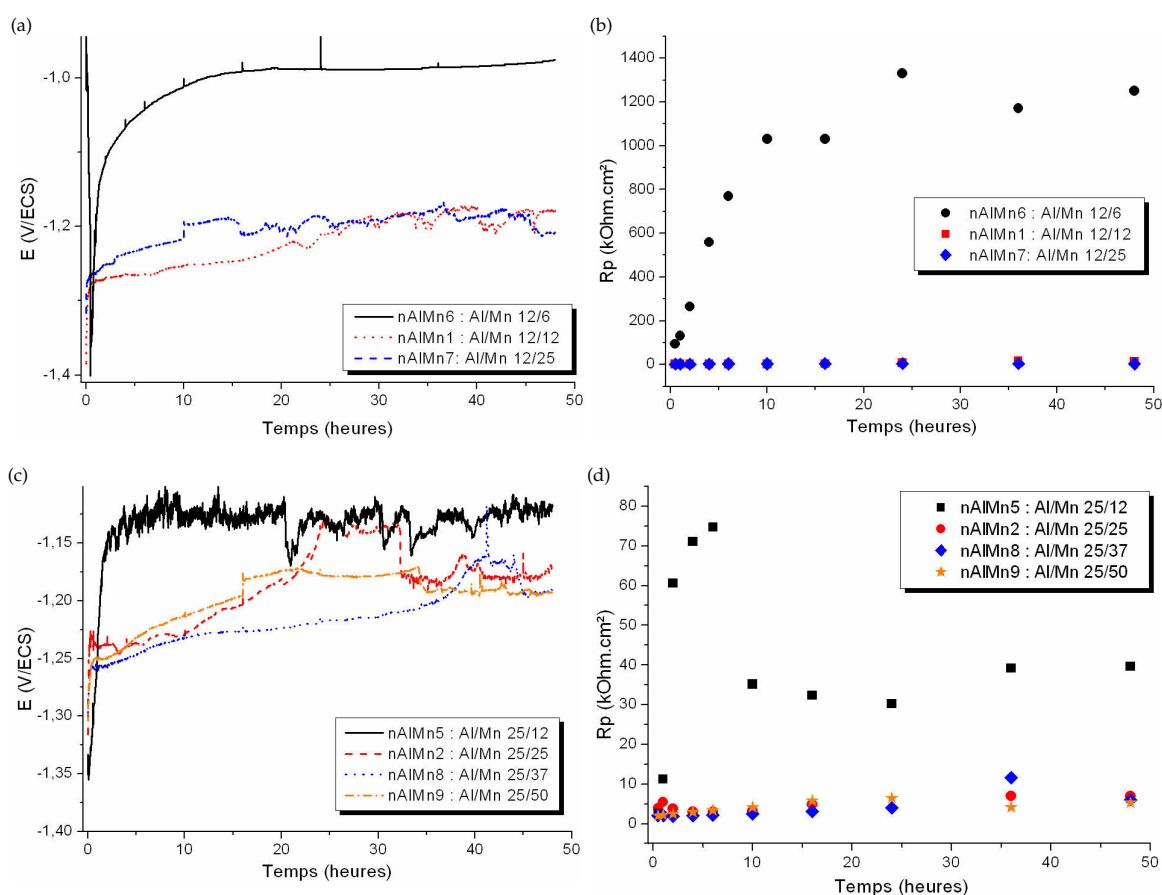 (a)
-1,0
-1,2
-1,4
E (V/ECS)
0 10 20 30 40 50
Temps (heures)
nAlMn6 : Al/Mn 12/6
nAlMn1 : Al/Mn 12/12
nAlMn7: Al/Mn 12/25
(b)
1400
1200
1000
800
600
400
200
0
Rp (kOhm.cm²)
0 10 20 30 40 50
Temps (heures)
nAlMn6 : Al/Mn 12/6
nAlMn1 : Al/Mn 12/12
nAlMn7: Al/Mn 12/25
(c)
-1,15
-1,20
-1,25
-1,30
-1,35
-1,40
E (V/ECS)
0 10 20 30 40 50
Temps (heures)
nAlMn5 : Al/Mn 25/12
nAlMn2 : Al/Mn 25/25
nAlMn8 : Al/Mn 25/37
nAlMn9 : Al/Mn 25/50
(d)
80
70
60
50
40
30
20
10
0
Rp (kOhm.cm²)
0 10 20 30 40 50
Temps (heures)
nAlMn5 : Al/Mn 25/12
nAlMn2 : Al/Mn 25/25
nAlMn8 : Al/Mn 25/37
nAlMn9 : Al/Mn 25/50